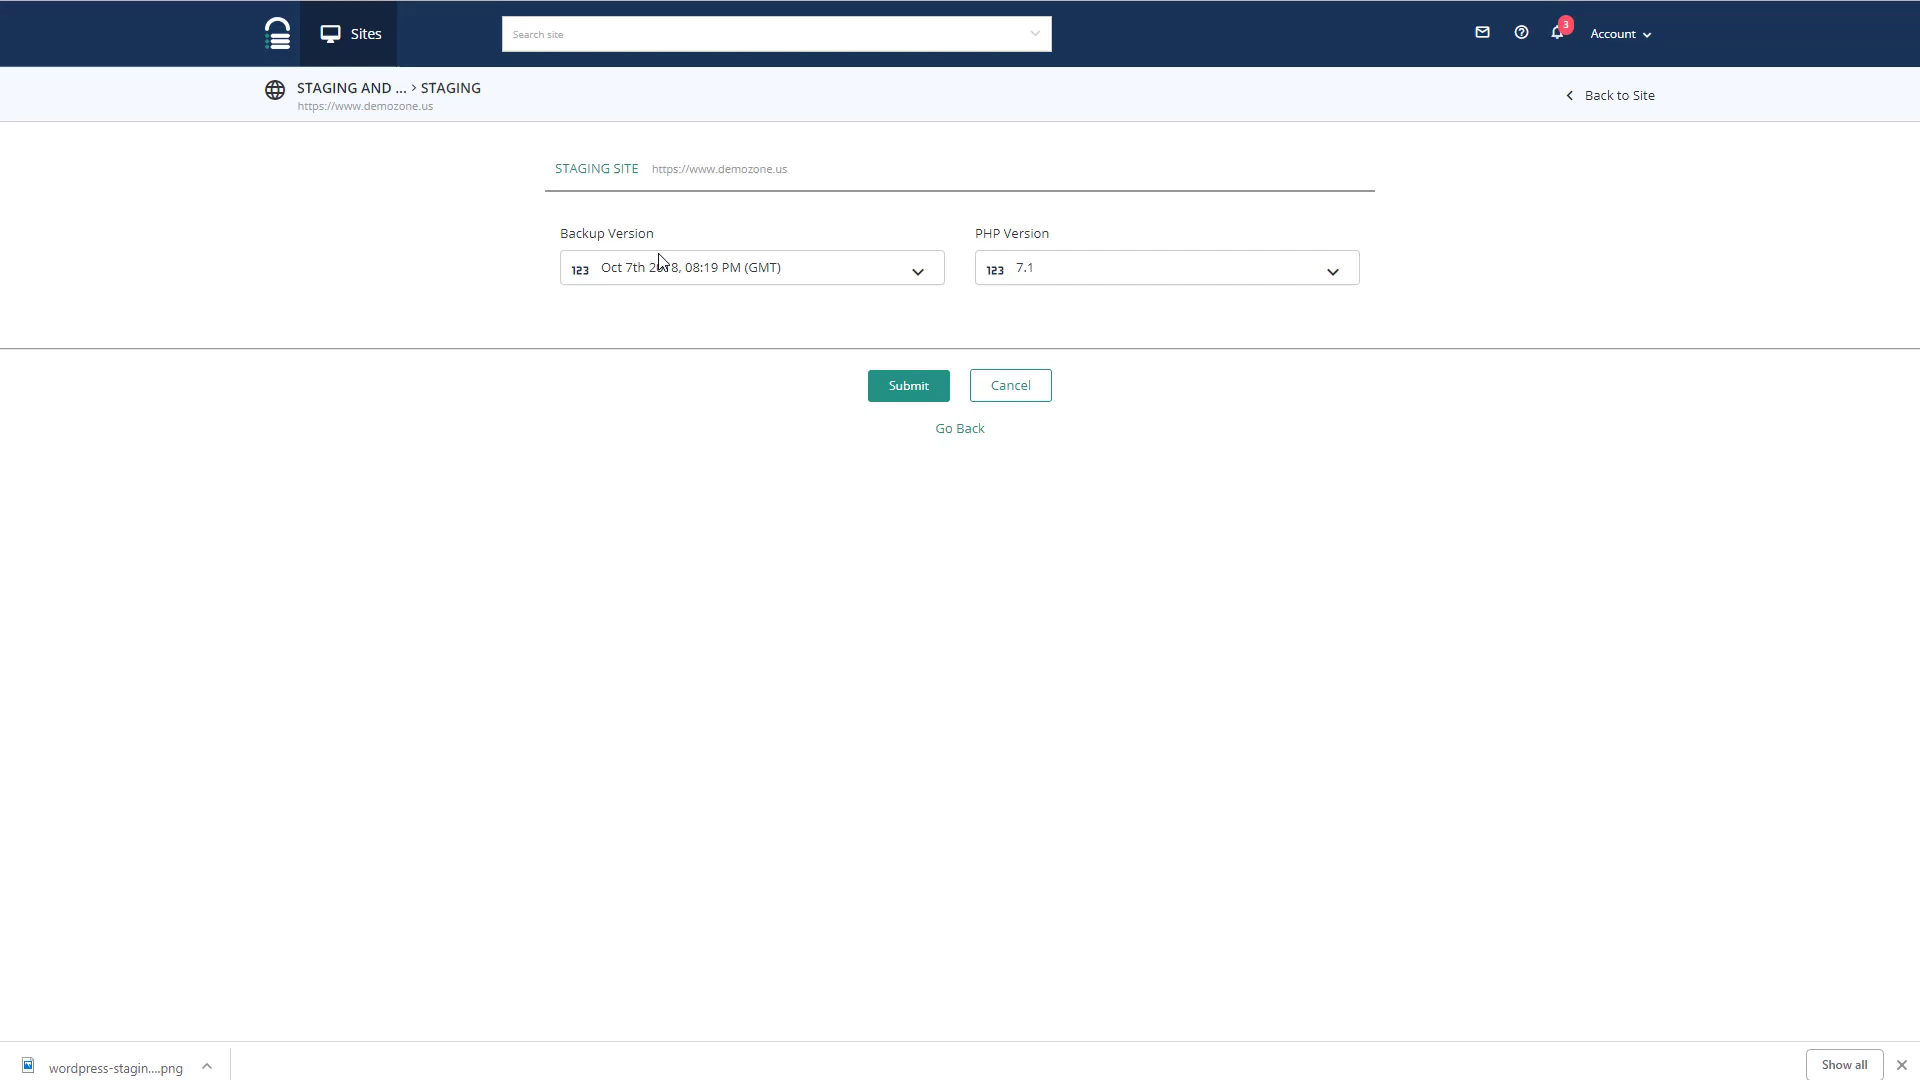 Sites
Search site
3
Account
STAGING AND ... > STAGING
https://www.demozone.us
Back to Site
STAGING SITE https://www.demozone.us
Backup Version
PHP Version
123 Oct 7th 2018, 08:19 PM (GMT)
123 7.1
Submit
Cancel
Go Back
wordpress-stagin....png
Show all